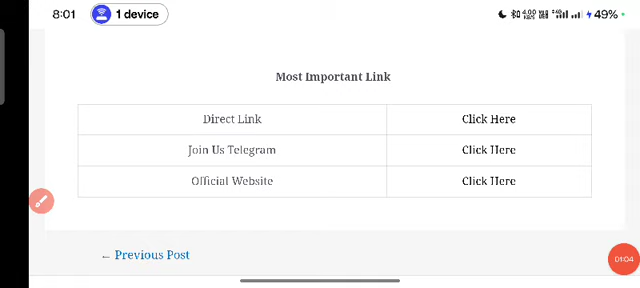 8:01 1 device 49%
Most Important Link
Direct Link Click Here
Join Us Telegram Click Here
Official Website Click Here
← Previous Post
01:04